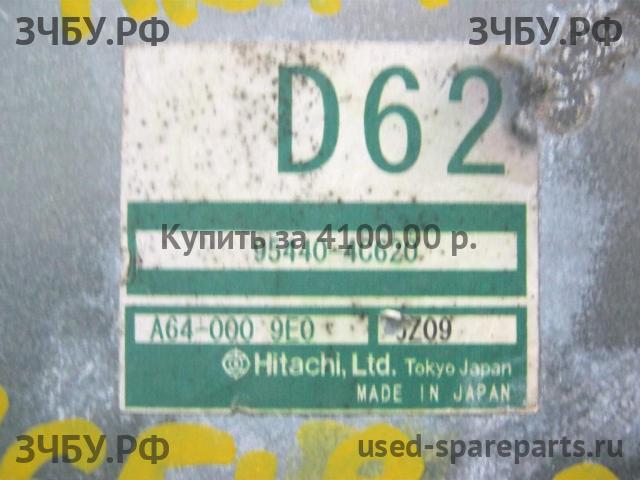 ЗЧБУ.РФ
ЗЧБУ.РФ
D62
Купить за 4100.00 р.
95440-4C620
A64-000 9E0
Z09
Hitachi, Ltd. Tokyo Japan
MADE IN JAPAN
ЗЧБУ.РФ
used-spareparts.ru